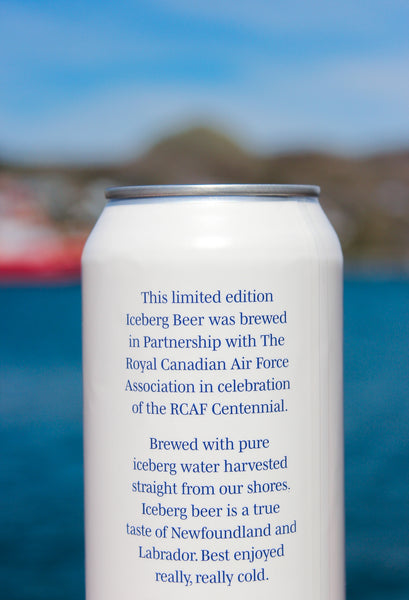 This limited edition
Iceberg Beer was brewed
in Partnership with The
Royal Canadian Air Force
Association in celebration
of the RCAF Centennial.
Brewed with pure
iceberg water harvested
straight from our shores.
Iceberg beer is a true
taste of Newfoundland and
Labrador. Best enjoyed
really, really cold.